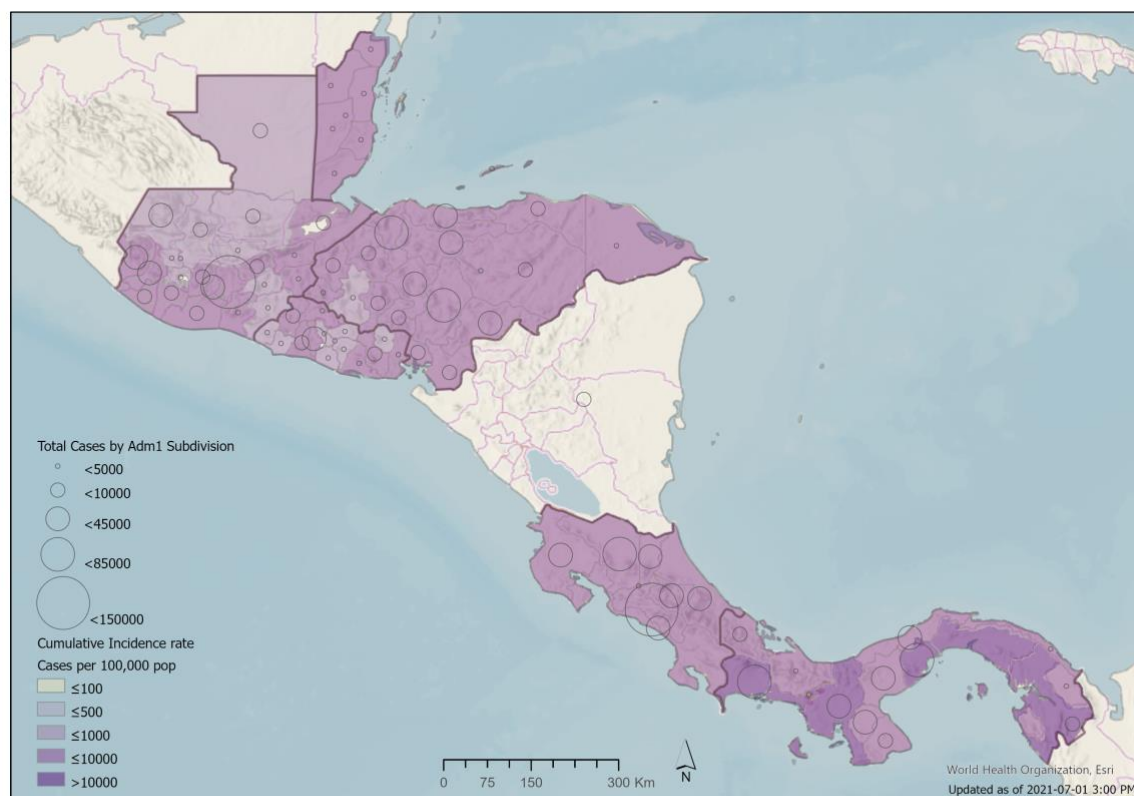 Total Cases by Adm1 Subdivision
<5000
<10000
<45000
<85000
<150000
Cumulative Incidence rate
Cases per 100,000 pop
≤100
≤500
≤1000
≤10000
>10000
0 75 150 300 Km
N
World Health Organization, Esri
Updated as of 2021-07-01 3:00 PM